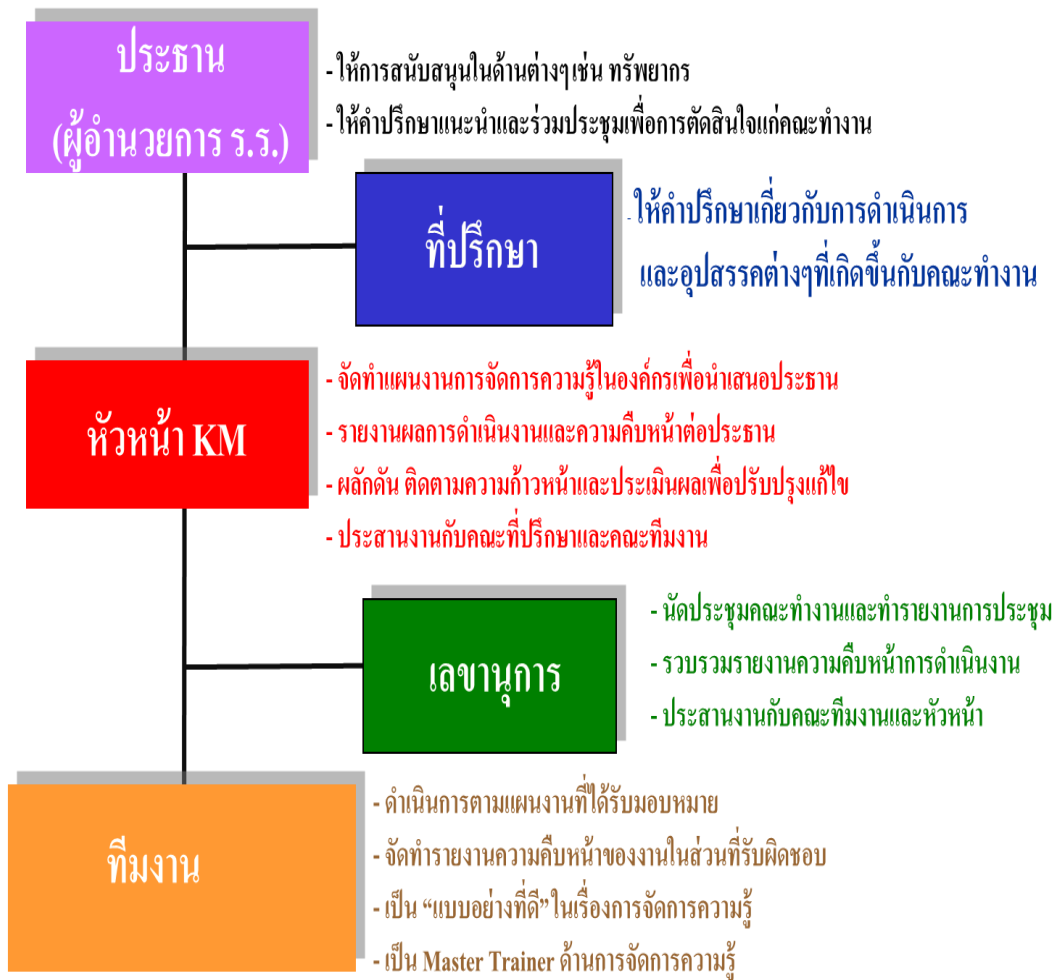 ประธาน
(ผู้อำนวยการ ร.ร.)
- ให้การสนับสนุนในด้านต่างๆ เช่น ทรัพยากร
- ให้คำปรึกษาแนะนำและร่วมประชุมเพื่อการตัดสินใจแก่คณะทำงาน
ที่ปรึกษา
- ให้คำปรึกษาเกี่ยวกับการดำเนินการ
และอุปสรรคต่างๆที่เกิดขึ้นกับคณะทำงาน
หัวหน้า KM
- จัดทำแผนงานการจัดการความรู้ในองค์กรเพื่อนำเสนอประธาน
- รายงานผลการดำเนินงานและความคืบหน้าต่อประธาน
- ผลักดัน ติดตามความก้าวหน้าและประเมินผลเพื่อปรับปรุงแก้ไข
- ประสานงานกับคณะที่ปรึกษาและคณะทีมงาน
เลขานุการ
- นัดประชุมคณะทำงานและทำรายงานการประชุม
- รวบรวมรายงานความคืบหน้าการดำเนินงาน
- ประสานงานกับคณะทีมงานและหัวหน้า
ทีมงาน
- ดำเนินการตามแผนงานที่ได้รับมอบหมาย
- จัดทำรายงานความคืบหน้าของงานในส่วนที่รับผิดชอบ
- เป็น “แบบอย่างที่ดี” ในเรื่องการจัดการความรู้
- เป็น Master Trainer ด้านการจัดการความรู้